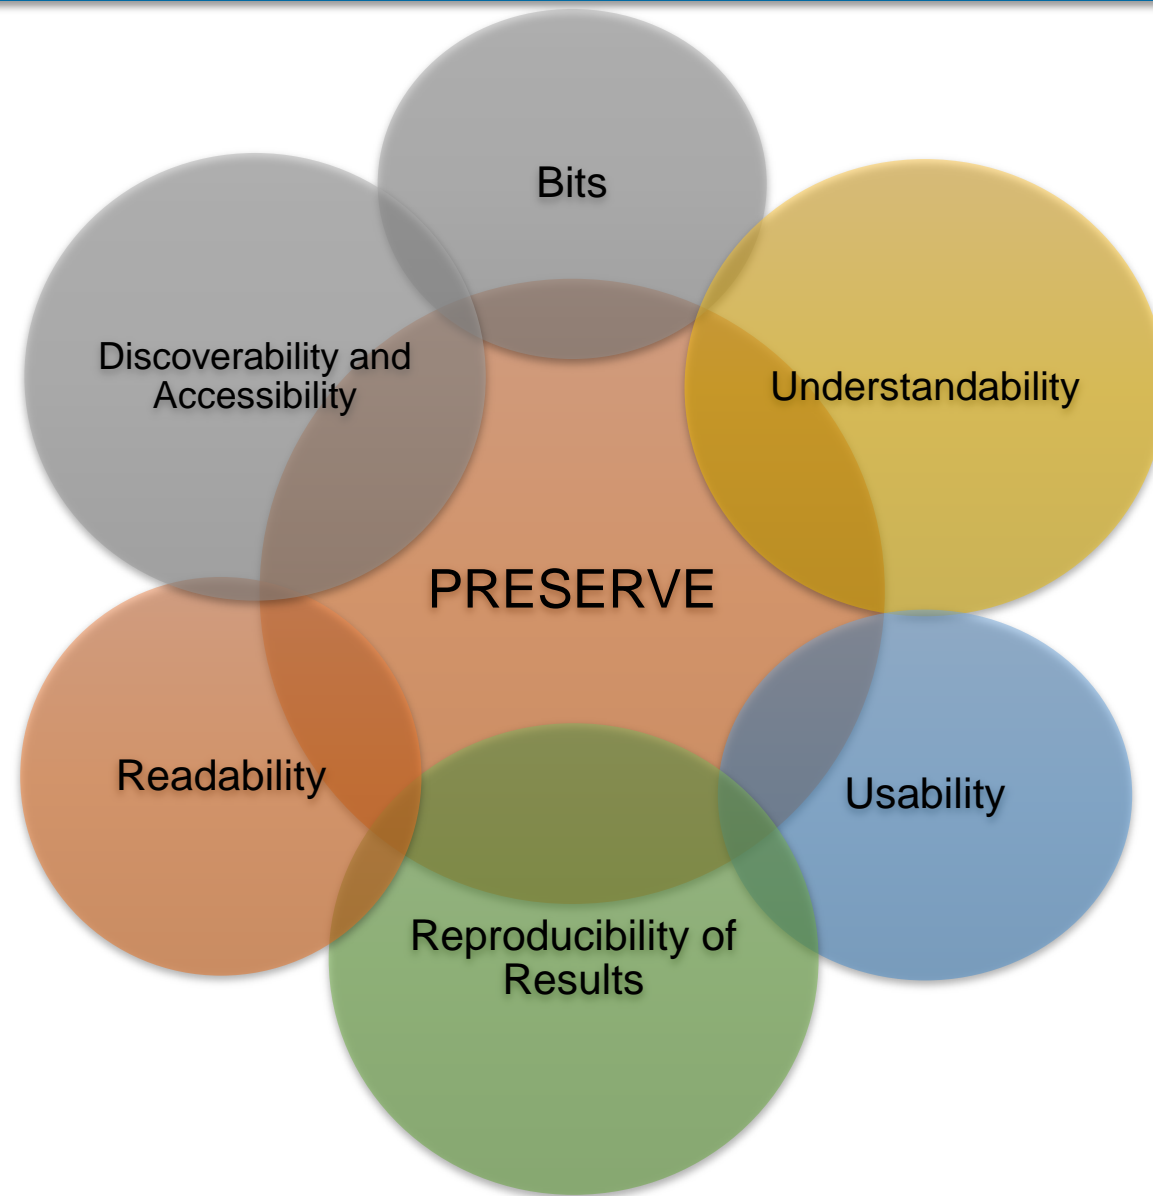 Bits
Discoverability and
Accessibility
Understandability
PRESERVE
Readability
Usability
Reproducibility of
Results